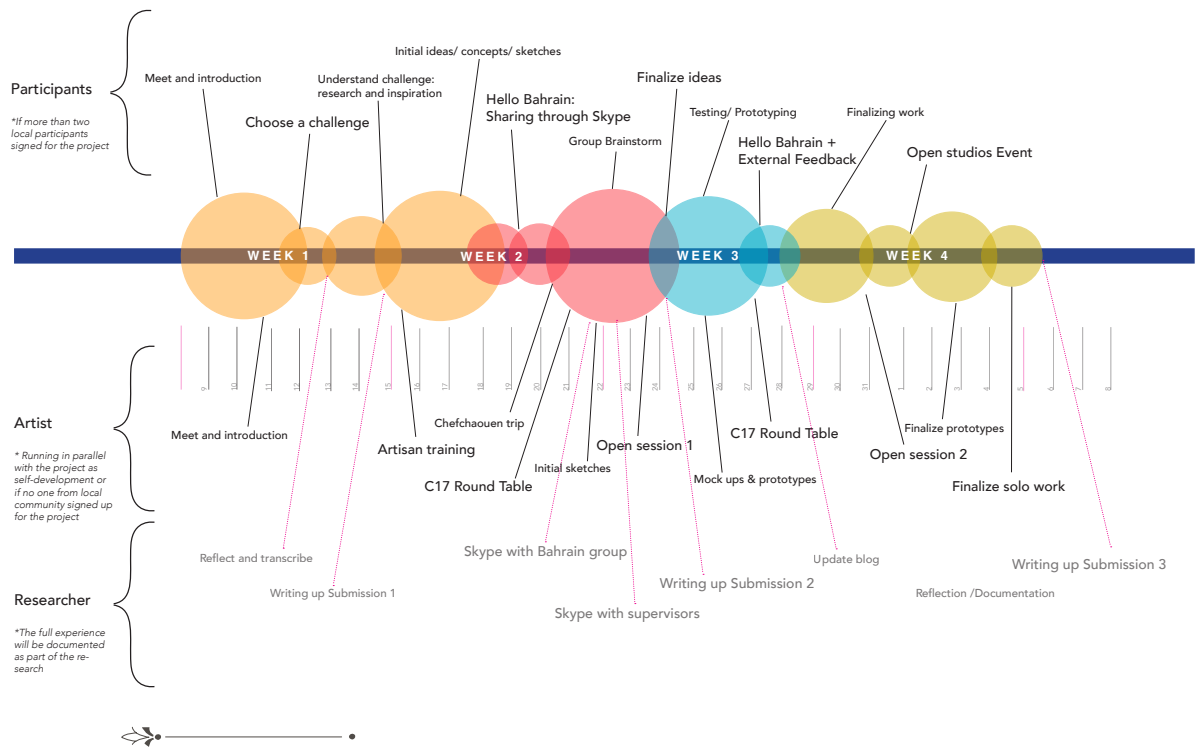 Initial ideas/ concepts/ sketches
Meet and introduction
Understand challenge:
research and inspiration
Finalize ideas
Participants
*If more than two
local participants
signed for the project
Choose a challenge
Hello Bahrain:
Sharing through Skype
Group Brainstorm
Testing/ Prototyping
Hello Bahrain +
External Feedback
Finalizing work
Open studios Event
WEEK 1
WEEK 2
WEEK 3
WEEK 4
9
10
11
12
13
14
15
16
17
18
19
20
21
22
23
24
25
26
27
28
29
30
31
1
2
3
4
5
6
7
8
Artist
* Running in parallel
with the project as
self-development or
if no one from local
community signed up
for the project
Meet and introduction
Artisan training
Chefchaouen trip
C17 Round Table
Initial sketches
Open session 1
Mock ups & prototypes
C17 Round Table
Open session 2
Finalize prototypes
Finalize solo work
Reflect and transcribe
Writing up Submission 1
Skype with Bahrain group
Skype with supervisors
Writing up Submission 2
Update blog
Reflection /Documentation
Writing up Submission 3
Researcher
*The full experience
will be documented
as part of the re-
search